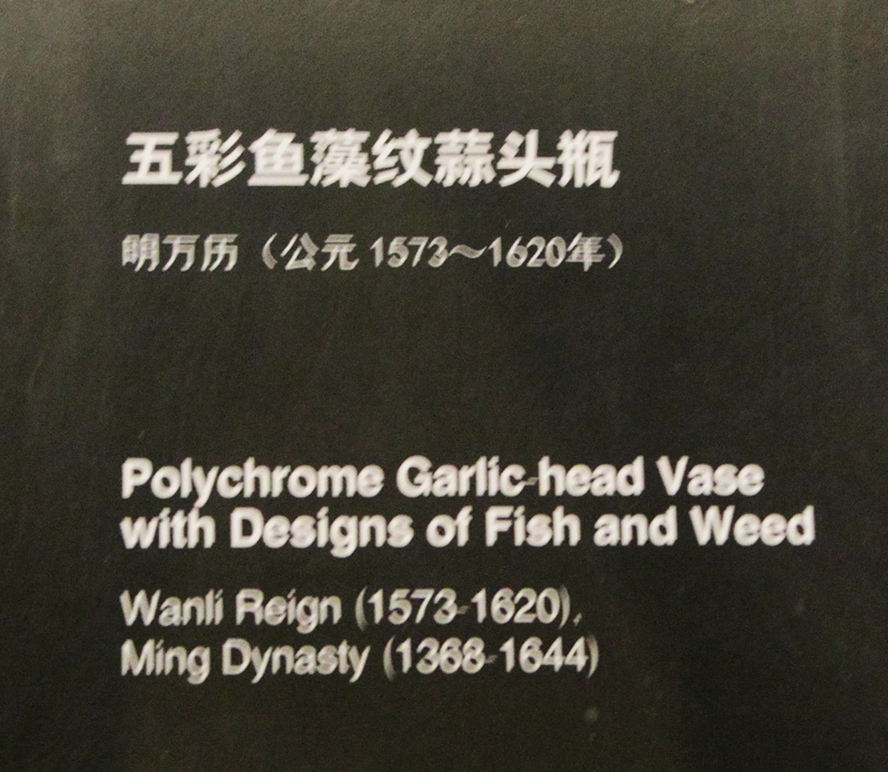 五彩鱼藻纹蒜头瓶
明万历（公元 1573～1620年）
Polychrome Garlic-head Vase
with Designs of Fish and Weed
Wanli Reign (1573-1620),
Ming Dynasty (1368-1644)